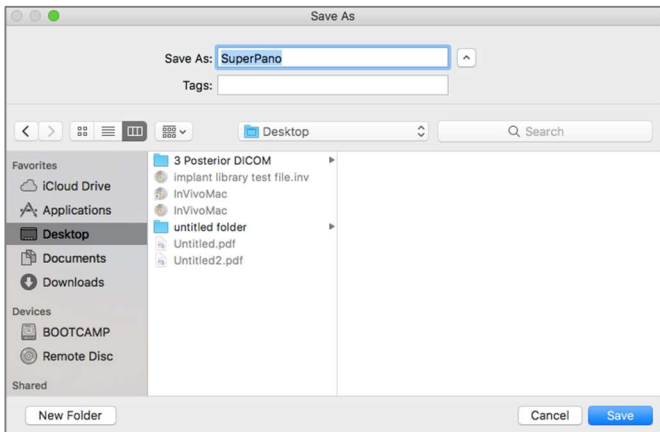 Save As
Save As: SuperPano
Tags:
Desktop
Search
Favorites
iCloud Drive
Applications
Desktop
Documents
Downloads
Devices
BOOTCAMP
Remote Disc
Shared
3 Posterior DICOM
implant library test file.inv
InVivoMac
InVivoMac
untitled folder
Untitled.pdf
Untitled2.pdf
New Folder
Cancel
Save